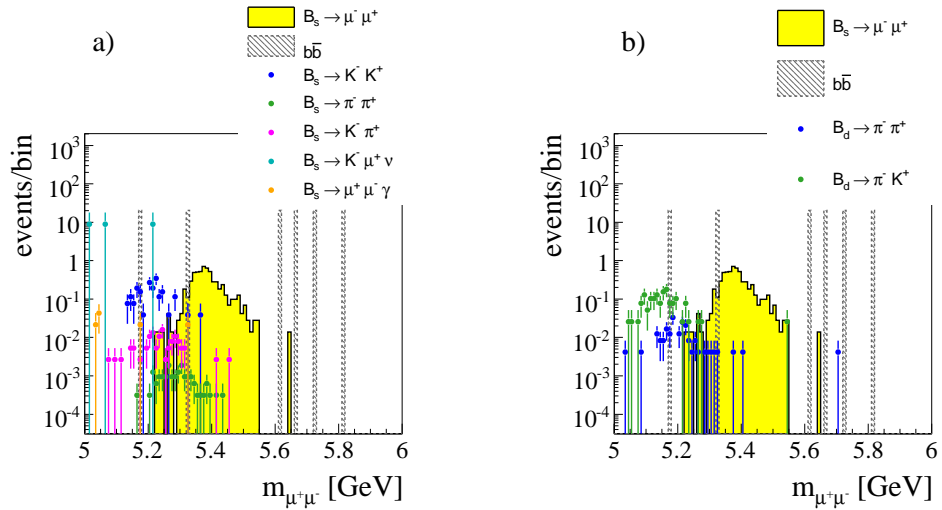 a)
B_s → μ⁻ μ⁺
bb̅
B_s → K⁻ K⁺
B_s → π⁻ π⁺
B_s → K⁻ π⁺
B_s → K⁻ μ⁺ ν
B_s → μ⁺ μ⁻ γ
events/bin
10³
10²
10
1
10⁻¹
10⁻²
10⁻³
10⁻⁴
5 5.2 5.4 5.6 5.8 6
m_μ⁺μ⁻ [GeV]
b)
B_s → μ⁻ μ⁺
bb̅
B_d → π⁻ π⁺
B_d → π⁻ K⁺
events/bin
10³
10²
10
1
10⁻¹
10⁻²
10⁻³
10⁻⁴
5 5.2 5.4 5.6 5.8 6
m_μ⁺μ⁻ [GeV]